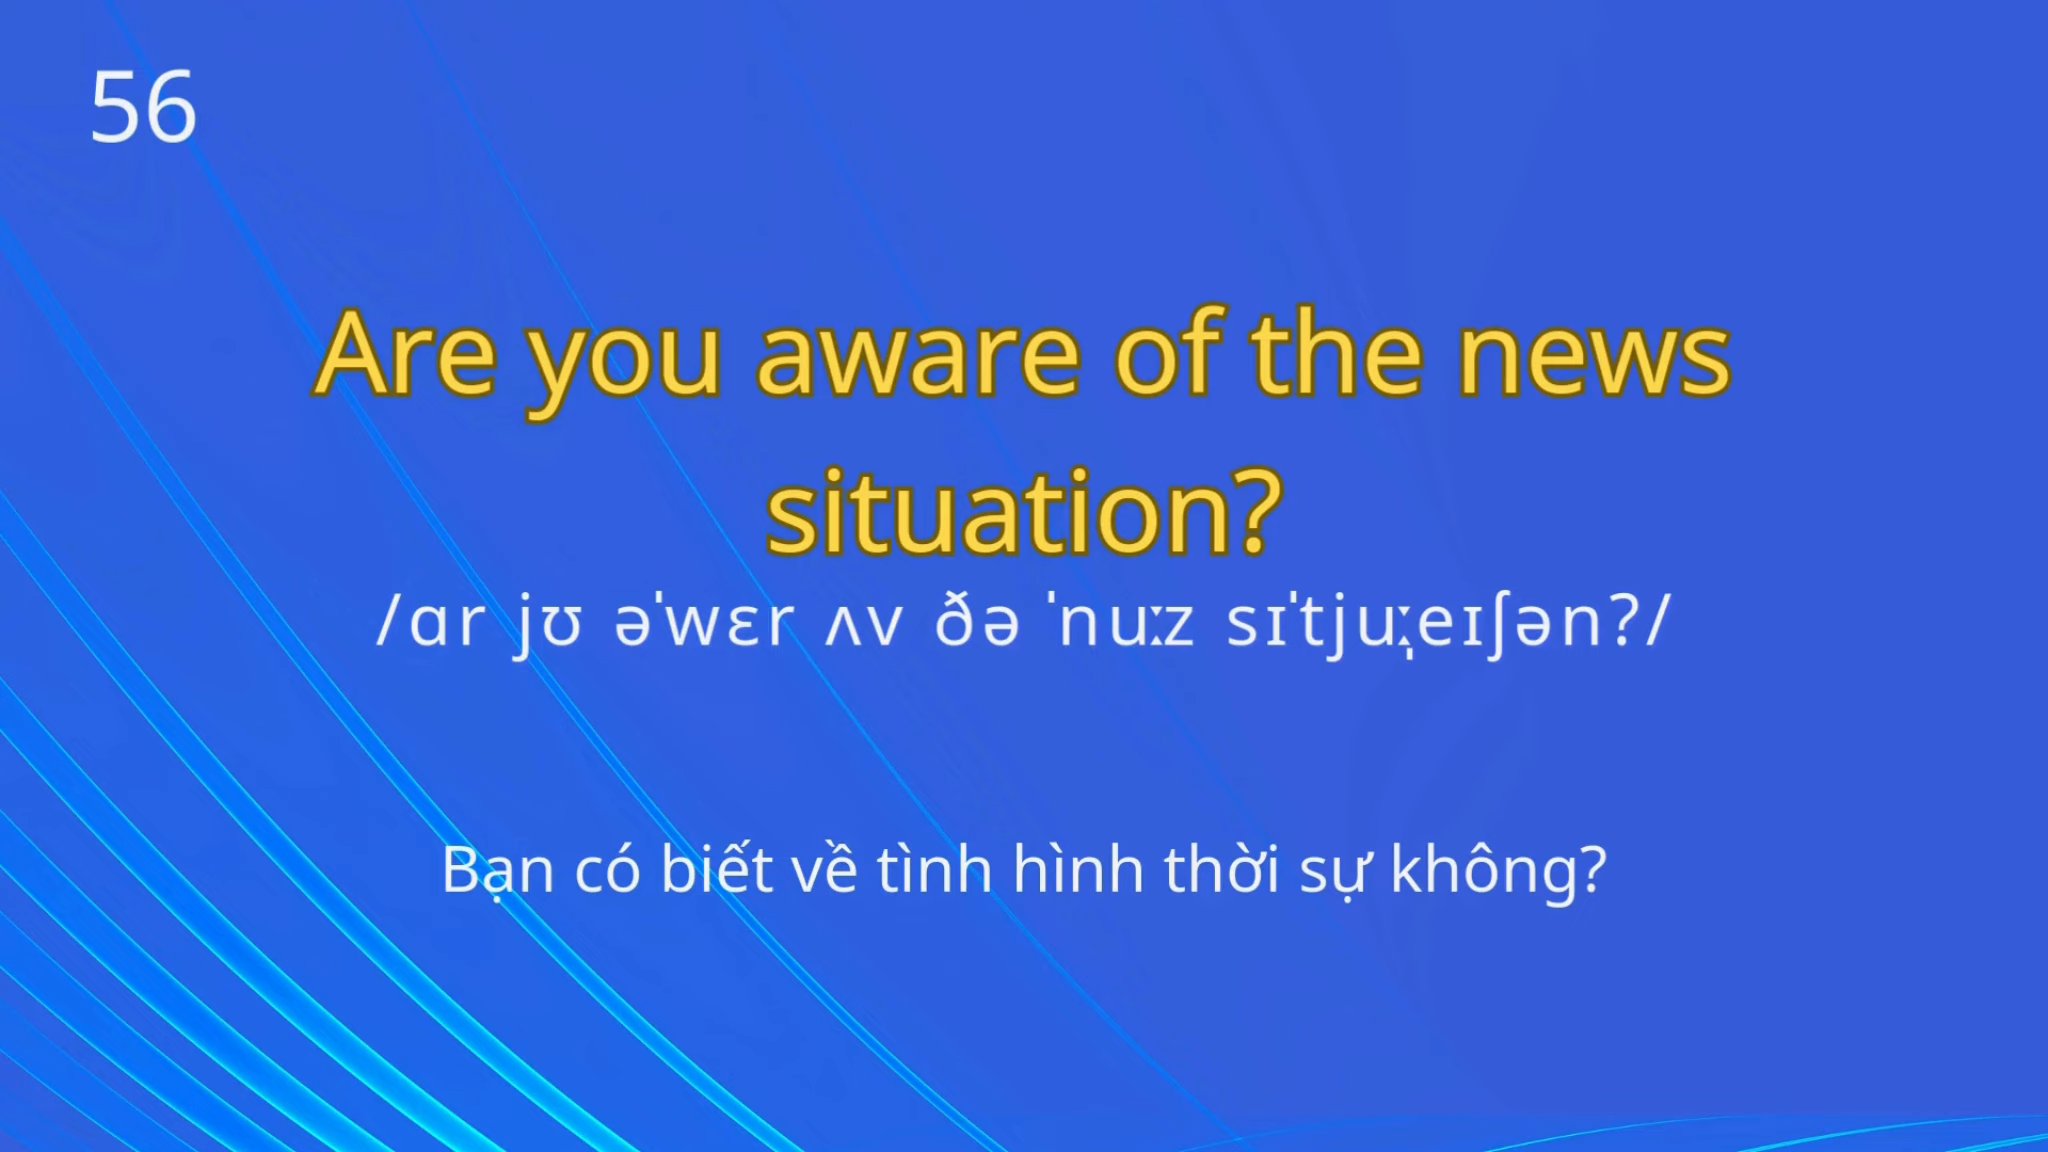 56
Are you aware of the news
situation?
/ɑr jʊ əˈwɛr ʌv ðə ˈnuːz sɪˈtjuːˌeɪʃən?/
Bạn có biết về tình hình thời sự không?